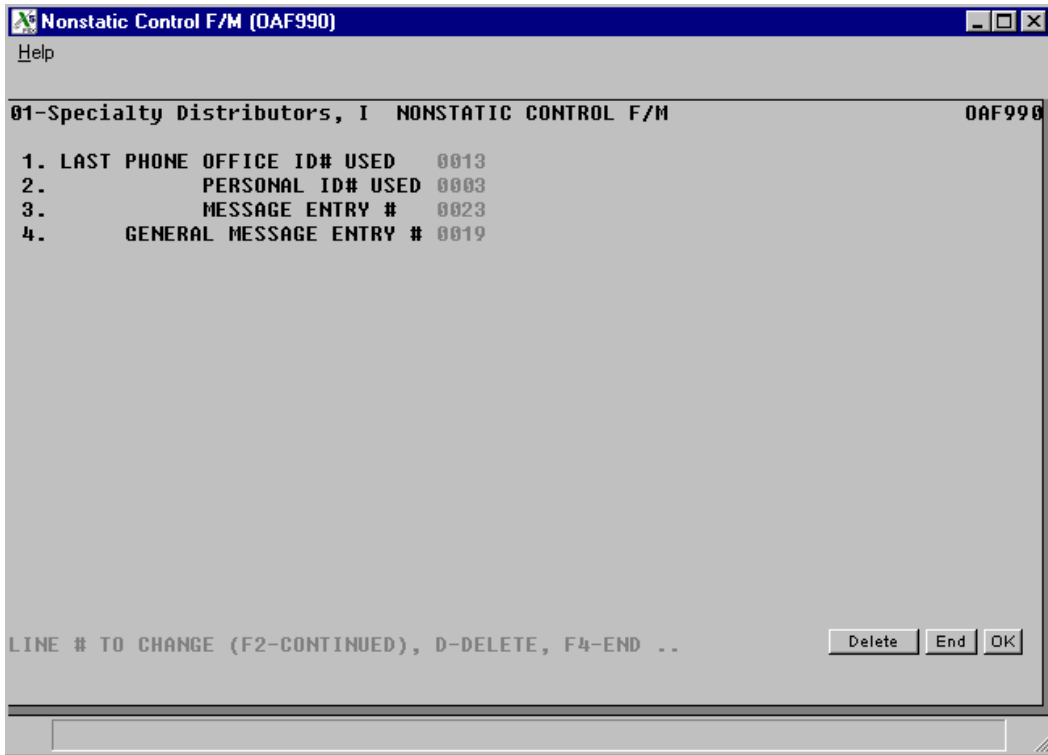 Nonstatic Control F/M (OAF990)
Help
01-Specialty Distributors, I NONSTATIC CONTROL F/M OAF990
1. LAST PHONE OFFICE ID# USED 0013
2. PERSONAL ID# USED 0003
3. MESSAGE ENTRY # 0023
4. GENERAL MESSAGE ENTRY # 0019
LINE # TO CHANGE (F2-CONTINUED), D-DELETE, F4-END .. Delete End OK